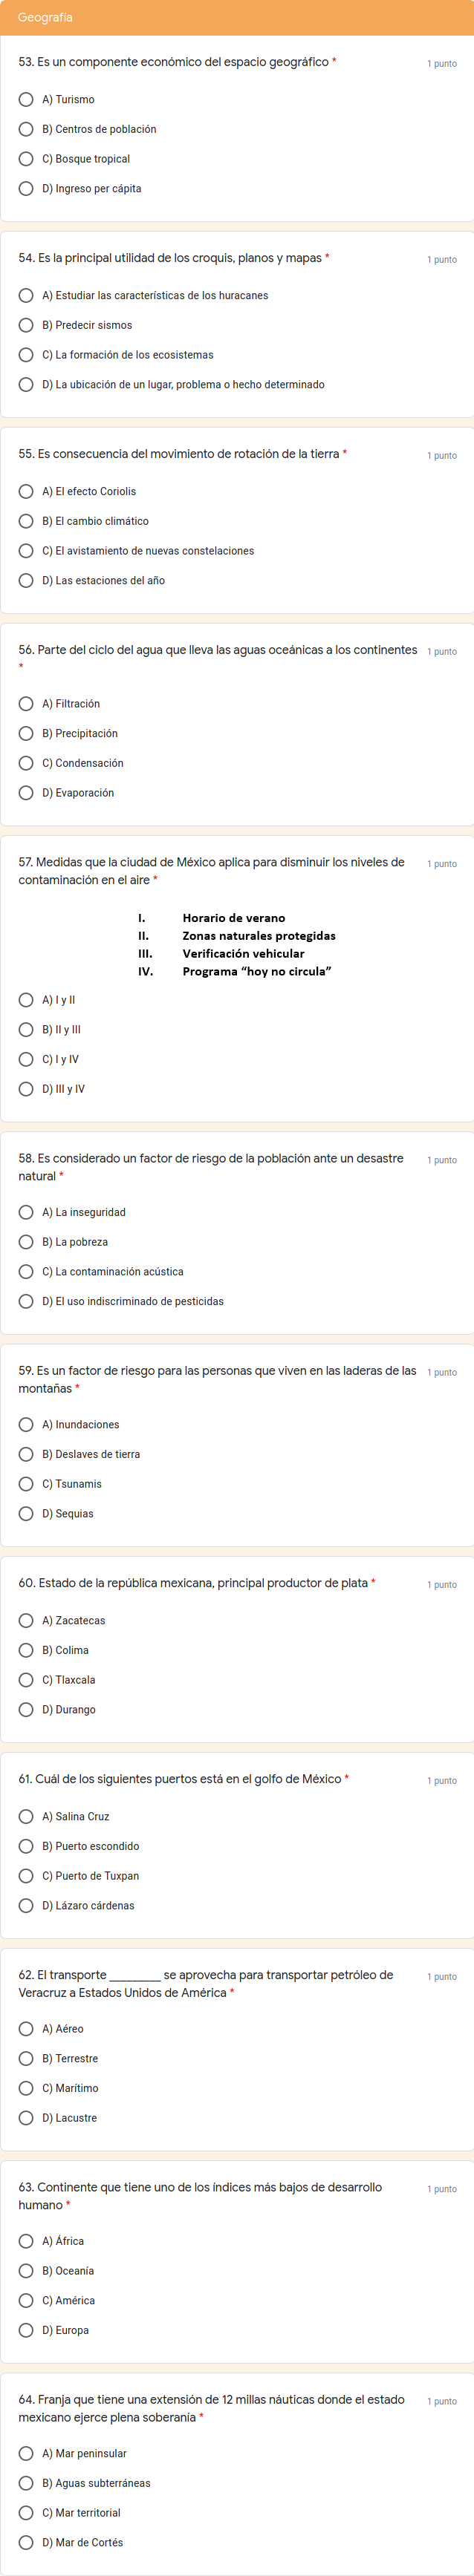 Geografía
53. Es un componente económico del espacio geográfico *
1 punto
A) Turismo
B) Centros de población
C) Bosque tropical
D) Ingreso per cápita
54. Es la principal utilidad de los croquis, planos y mapas *
1 punto
A) Estudiar las características de los huracanes
B) Predecir sismos
C) La formación de los ecosistemas
D) La ubicación de un lugar, problema o hecho determinado
55. Es consecuencia del movimiento de rotación de la tierra *
1 punto
A) El efecto Coriolis
B) El cambio climático
C) El avistamiento de nuevas constelaciones
D) Las estaciones del año
56. Parte del ciclo del agua que lleva las aguas oceánicas a los continentes
*
1 punto
A) Filtración
B) Precipitación
C) Condensación
D) Evaporación
57. Medidas que la ciudad de México aplica para disminuir los niveles de
contaminación en el aire *
1 punto
I. Horario de verano
II. Zonas naturales protegidas
III. Verificación vehicular
IV. Programa “hoy no circula”
A) I y II
B) II y III
C) I y IV
D) III y IV
58. Es considerado un factor de riesgo de la población ante un desastre
natural *
1 punto
A) La inseguridad
B) La pobreza
C) La contaminación acústica
D) El uso indiscriminado de pesticidas
59. Es un factor de riesgo para las personas que viven en las laderas de las
montañas *
1 punto
A) Inundaciones
B) Deslaves de tierra
C) Tsunamis
D) Sequias
60. Estado de la república mexicana, principal productor de plata *
1 punto
A) Zacatecas
B) Colima
C) Tlaxcala
D) Durango
61. Cuál de los siguientes puertos está en el golfo de México *
1 punto
A) Salina Cruz
B) Puerto escondido
C) Puerto de Tuxpan
D) Lázaro cárdenas
62. El transporte ________ se aprovecha para transportar petróleo de
Veracruz a Estados Unidos de América *
1 punto
A) Aéreo
B) Terrestre
C) Marítimo
D) Lacustre
63. Continente que tiene uno de los índices más bajos de desarrollo
humano *
1 punto
A) África
B) Oceanía
C) América
D) Europa
64. Franja que tiene una extensión de 12 millas náuticas donde el estado
mexicano ejerce plena soberanía *
1 punto
A) Mar peninsular
B) Aguas subterráneas
C) Mar territorial
D) Mar de Cortés